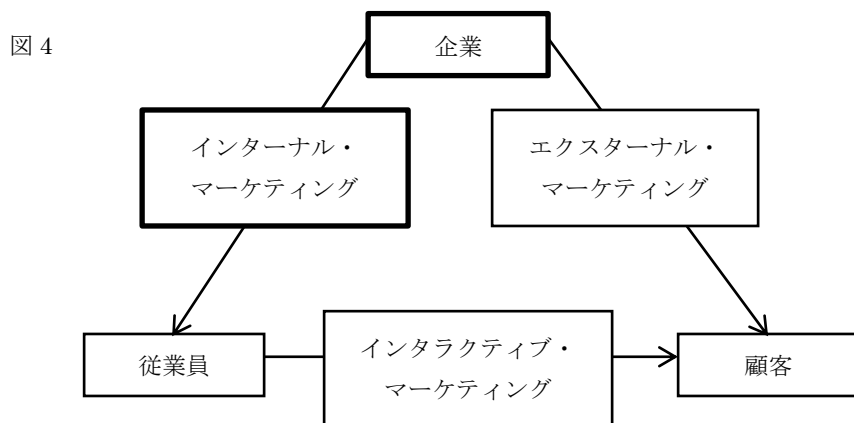 図 4
企業
インターナル・
マーケティング
エクスターナル・
マーケティング
従業員
インタラクティブ・
マーケティング
顧客